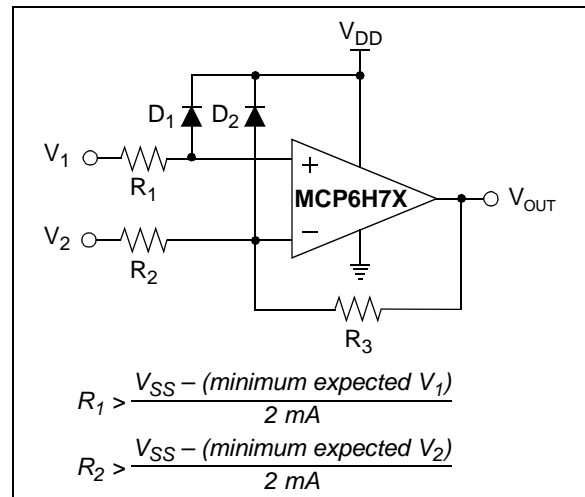 V_DD
D_1 D_2
V_1
R_1
+
MCP6H7X
V_OUT
V_2
−
R_2
R_3
R_1 > V_SS – (minimum expected V_1) / 2 mA
R_2 > V_SS – (minimum expected V_2) / 2 mA